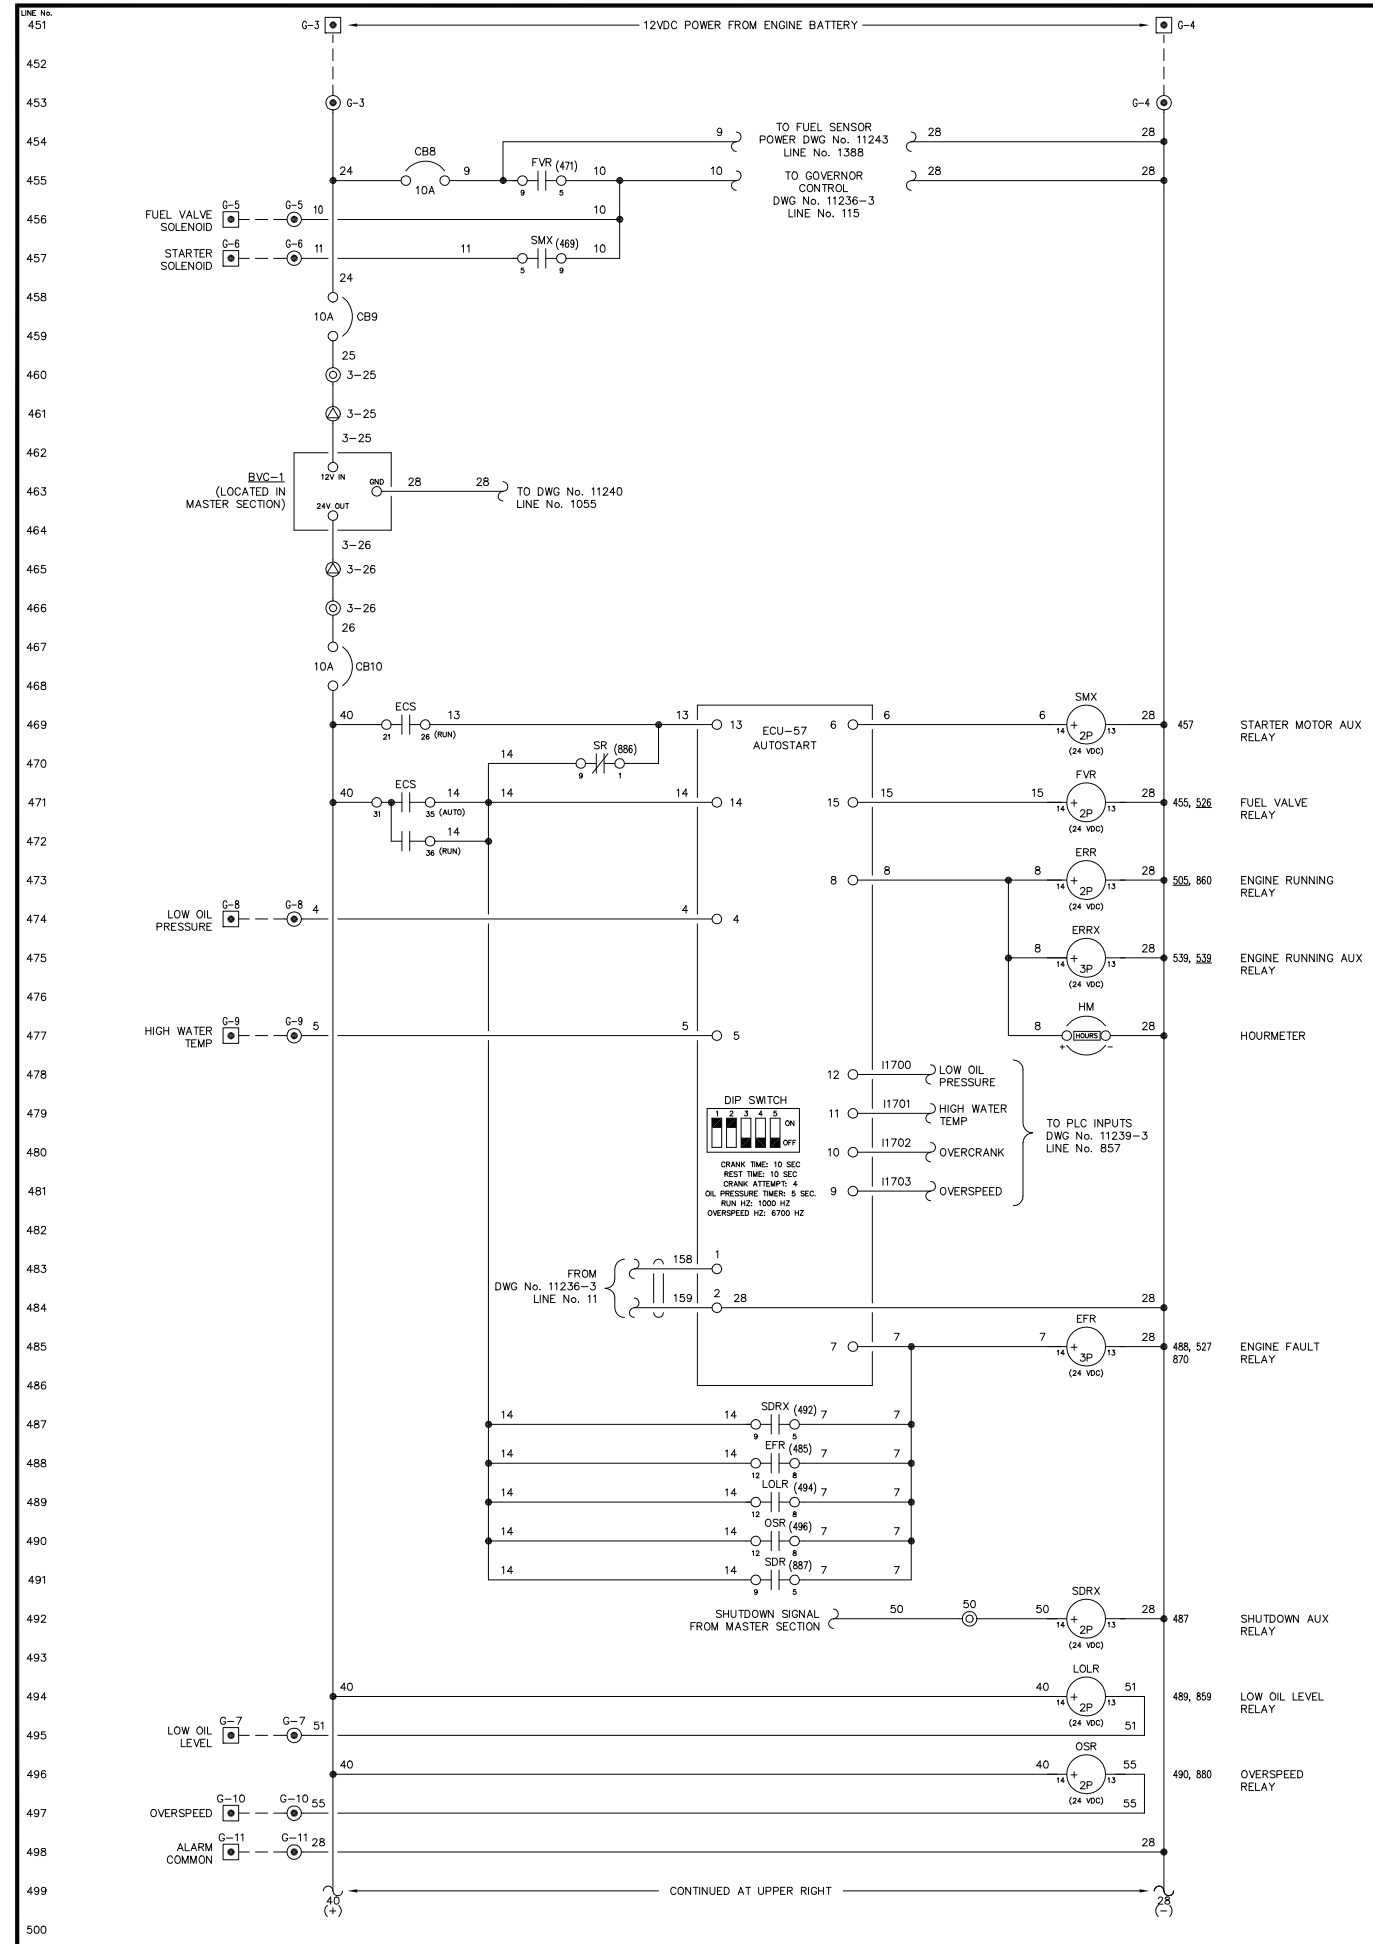 LINE No.
451 G-3 12VDC POWER FROM ENGINE BATTERY G-4
452
453 G-3 G-4
454 9 TO FUEL SENSOR 28 28
POWER DWG No. 11243
LINE No. 1388
CB8
455 24 10A 9 FVR (471) 9 5 10 10 TO GOVERNOR 28 28
CONTROL
DWG No. 11236-3
LINE No. 115
456 FUEL VALVE G-5 G-5 10 10
SOLENOID
457 STARTER G-6 G-6 11 11 SMX (469) 5 9 10
SOLENOID
24
458
10A CB9
459
25
460 3-25
461 3-25
3-25
462
12V IN
463 BVC-1 GND 28 28 TO DWG No. 11240
(LOCATED IN LINE No. 1055
MASTER SECTION)
24V OUT
464
3-26
465 3-26
466 3-26
26
467
10A CB10
468
469 40 ECS 21 26 (RUN) 13 13 13 ECU-57 6 6 6 SMX 14 + 2P 13 (24 VDC) 28 457 STARTER MOTOR AUX
AUTOSTART RELAY
470 14 SR (886) 9 1
471 40 ECS 31 35 (AUTO) 14 14 14 14 15 15 15 FVR 14 + 2P 13 (24 VDC) 28 455, 526 FUEL VALVE
RELAY
472 14 36 (RUN)
473 8 8 8 ERR 14 + 2P 13 (24 VDC) 28 505, 860 ENGINE RUNNING
RELAY
474 LOW OIL G-8 G-8 4 4 4
PRESSURE
475 8 ERRX 14 + 3P 13 (24 VDC) 28 539, 539 ENGINE RUNNING AUX
RELAY
476
477 HIGH WATER G-9 G-9 5 5 5 8 HM + HOURS - 28 HOURMETER
TEMP
478 12 I1700 LOW OIL
PRESSURE
479 DIP SWITCH 11 I1701 HIGH WATER
TEMP
1 2 3 4 5 ON
OFF
TO PLC INPUTS
DWG No. 11239-3
LINE No. 857
480 10 I1702 OVERCRANK
CRANK TIME: 10 SEC
REST TIME: 10 SEC
CRANK ATTEMPT: 4
OIL PRESSURE TIMER: 5 SEC.
RUN HZ: 1000 HZ
OVERSPEED HZ: 6700 HZ
481 9 I1703 OVERSPEED
482
483 FROM 158 1
DWG No. 11236-3
LINE No. 11
484 159 2 28 28
485 7 7 7 EFR 14 + 3P 13 (24 VDC) 28 488, 527 ENGINE FAULT
870 RELAY
486
487 14 14 SDRX (492) 9 5 7 7
488 14 14 EFR (485) 12 8 7 7
489 14 14 LOLR (494) 12 8 7 7
490 14 14 OSR (496) 12 8 7 7
491 14 14 SDR (887) 9 5 7 7
492 SHUTDOWN SIGNAL 50 50 50 SDRX 14 + 2P 13 (24 VDC) 28 487 SHUTDOWN AUX
FROM MASTER SECTION RELAY
493
494 40 40 LOLR 14 + 2P 13 (24 VDC) 51 489, 859 LOW OIL LEVEL
RELAY
495 LOW OIL G-7 G-7 51 51
LEVEL
496 40 40 OSR 14 + 2P 13 (24 VDC) 55 490, 880 OVERSPEED
RELAY
497 OVERSPEED G-10 G-10 55 55
498 ALARM G-11 G-11 28 28
COMMON
499 CONTINUED AT UPPER RIGHT
40 28
(+) (-)
500